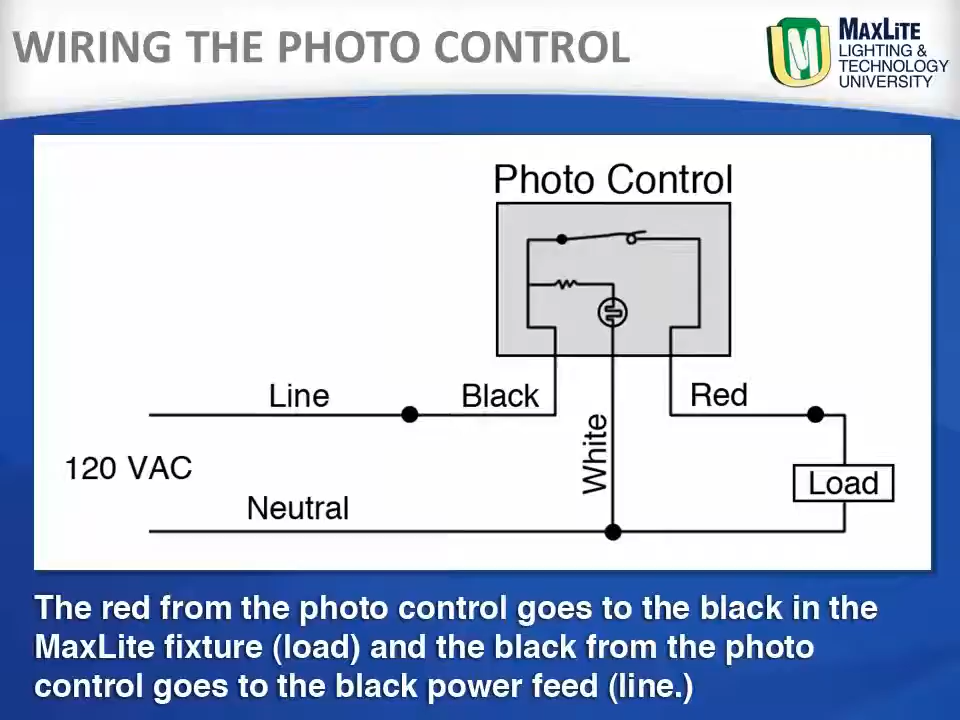 WIRING THE PHOTO CONTROL
M
MAXLITE
LIGHTING &
TECHNOLOGY
UNIVERSITY
Photo Control
Line
Black
Red
White
120 VAC
Load
Neutral
The red from the photo control goes to the black in the
MaxLite fixture (load) and the black from the photo
control goes to the black power feed (line.)